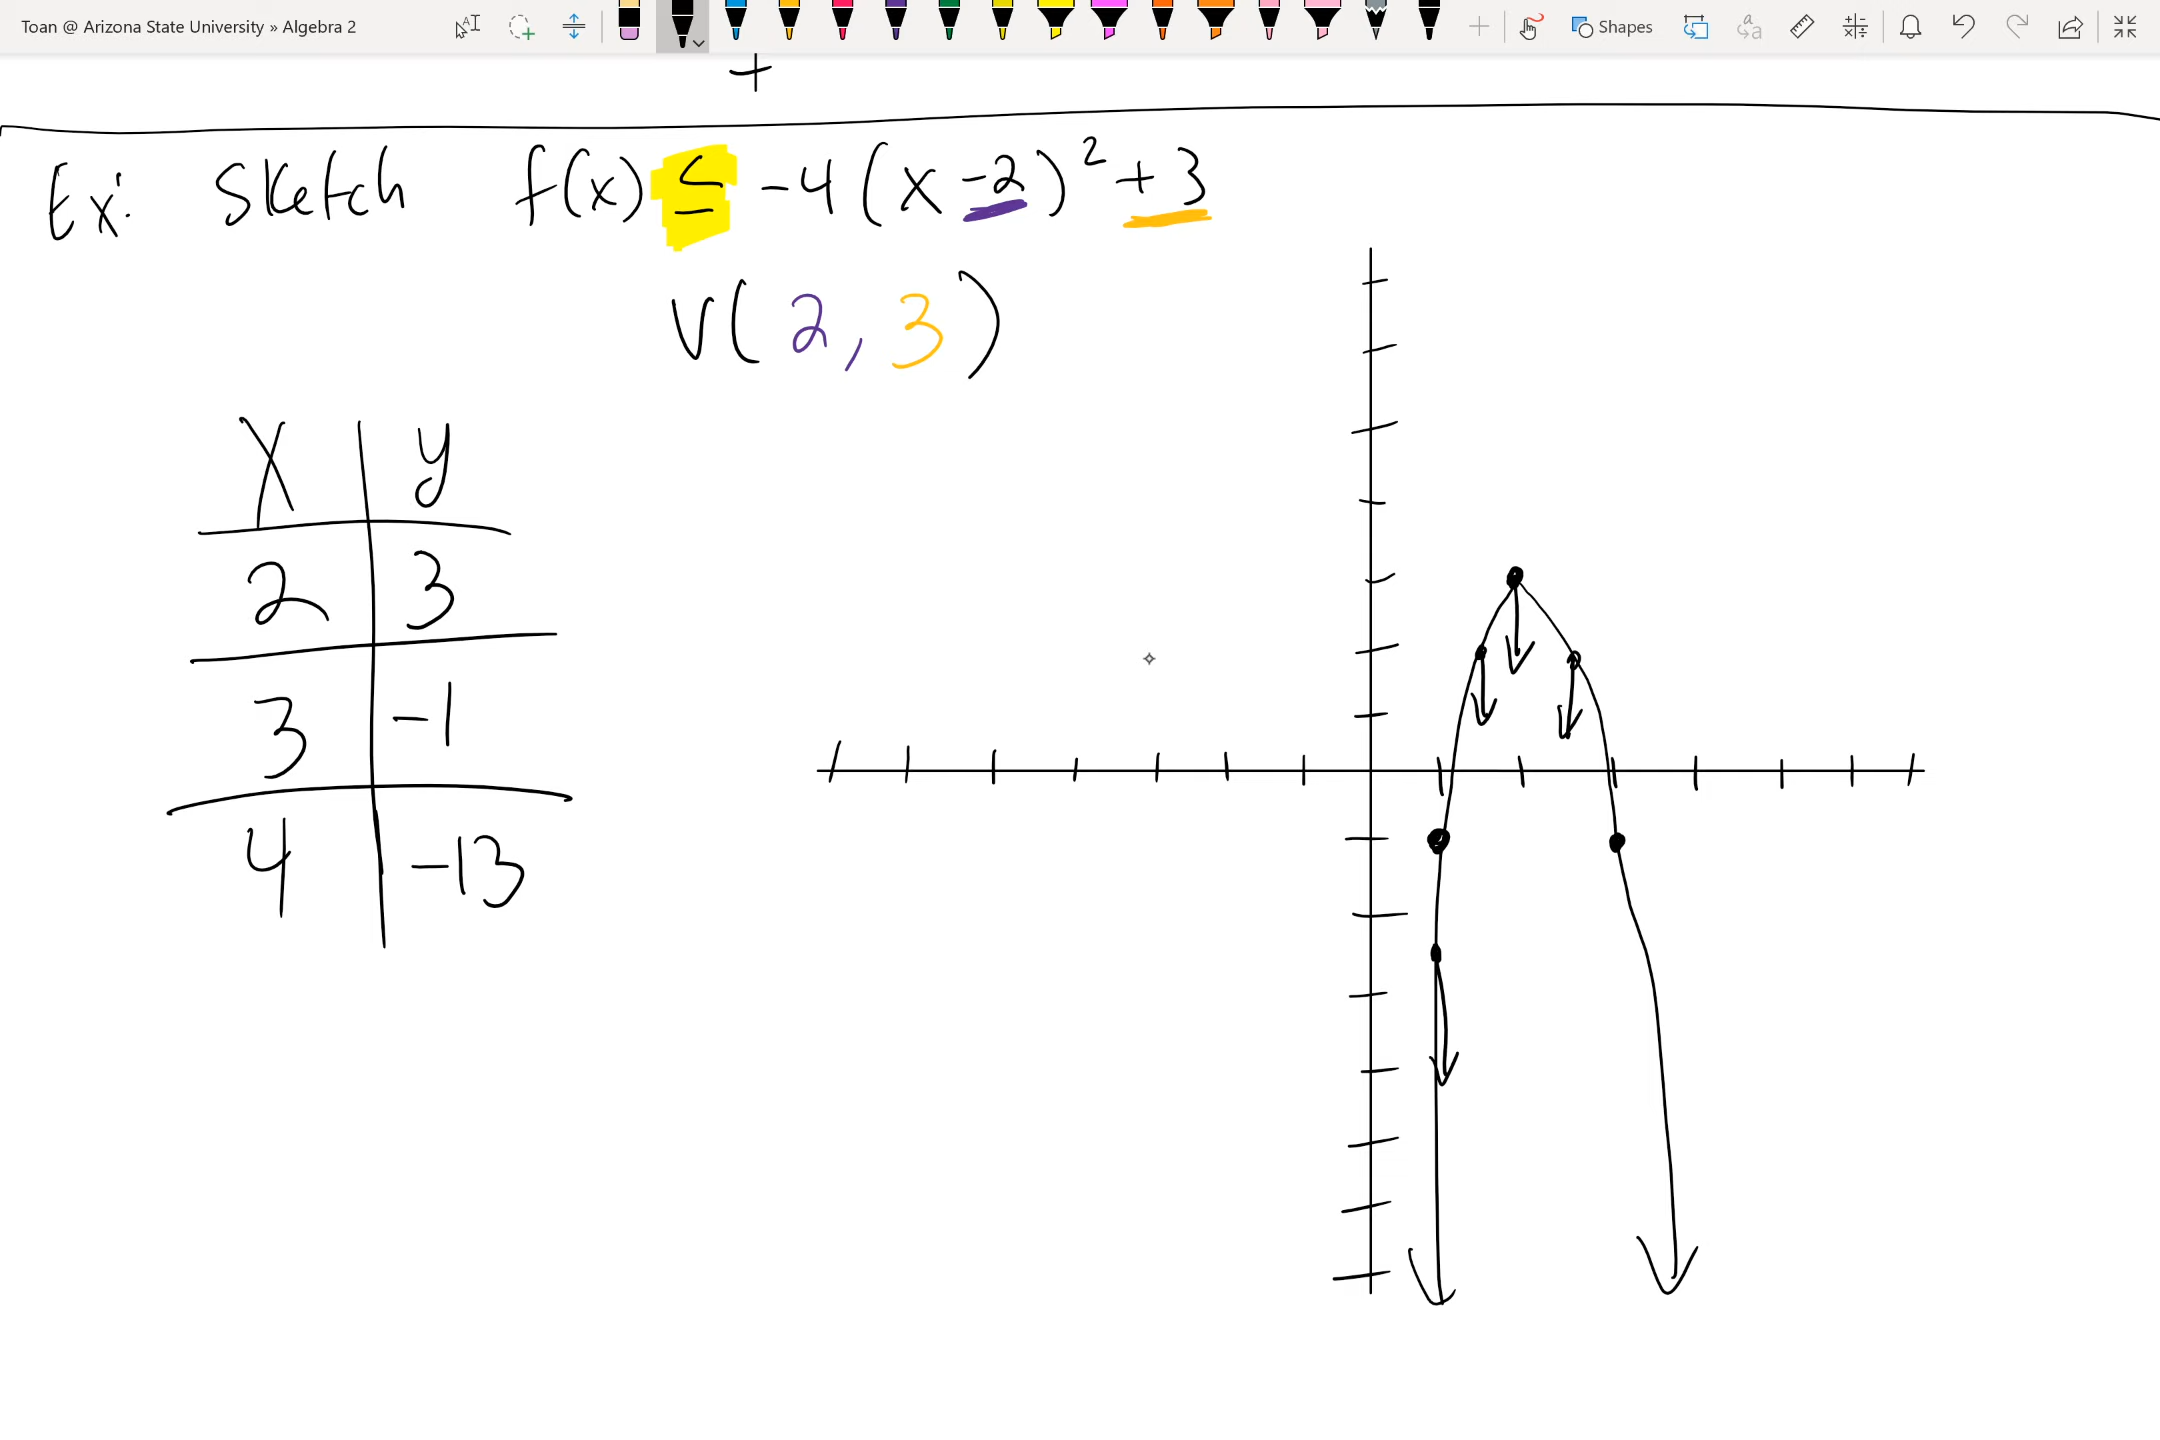 Toan @ Arizona State University » Algebra 2
Shapes
+
Ex: Sketch f(x) ≤ -4(x-2)² +3
V(2, 3)
x y
2 3
3 -1
4 -13